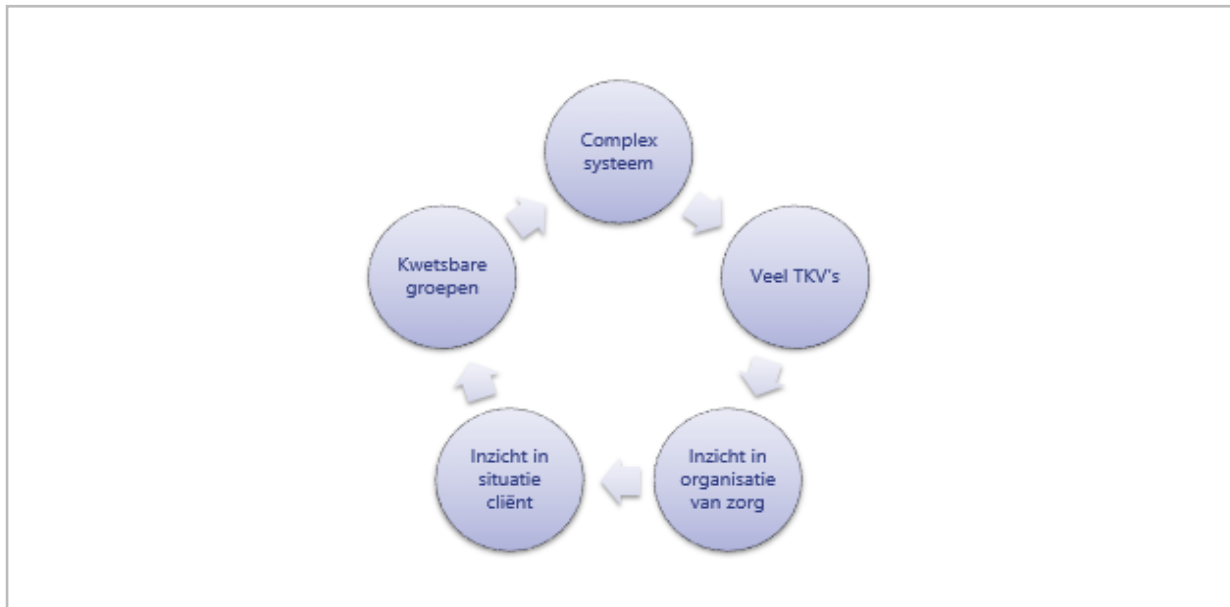 Complex
systeem
Veel TKV's
Inzicht in
organisatie
van zorg
Inzicht in
situatie
cliënt
Kwetsbare
groepen